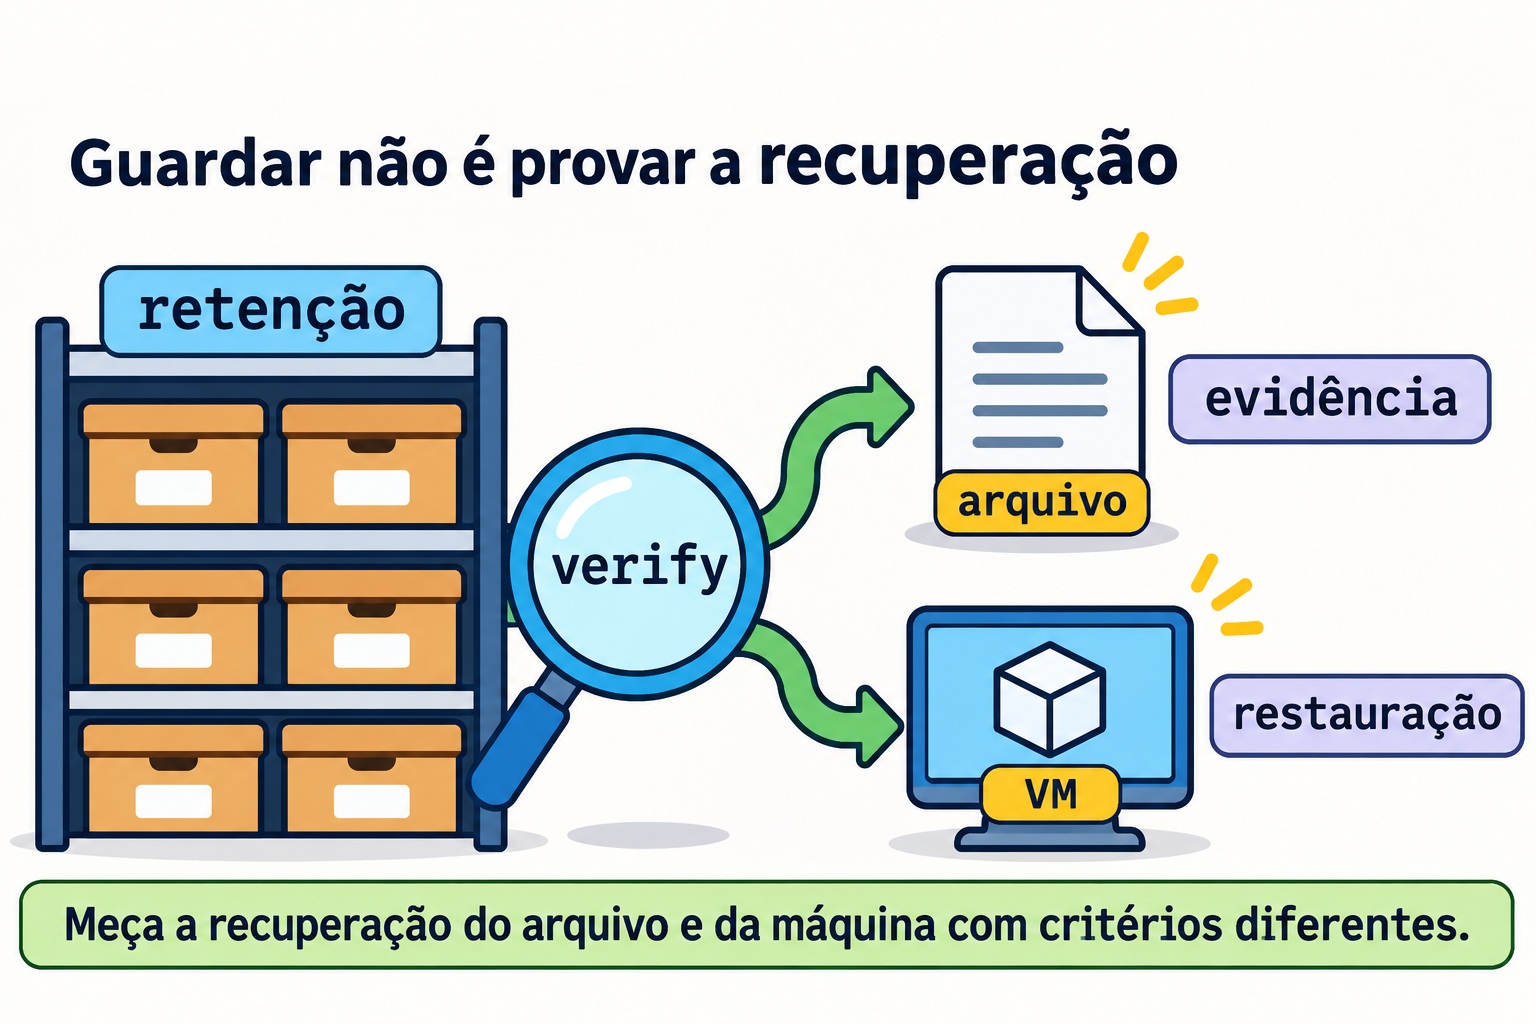 Guardar não é provar a recuperação
retenção
verify
arquivo
evidência
VM
restauração
Meça a recuperação do arquivo e da máquina com critérios diferentes.